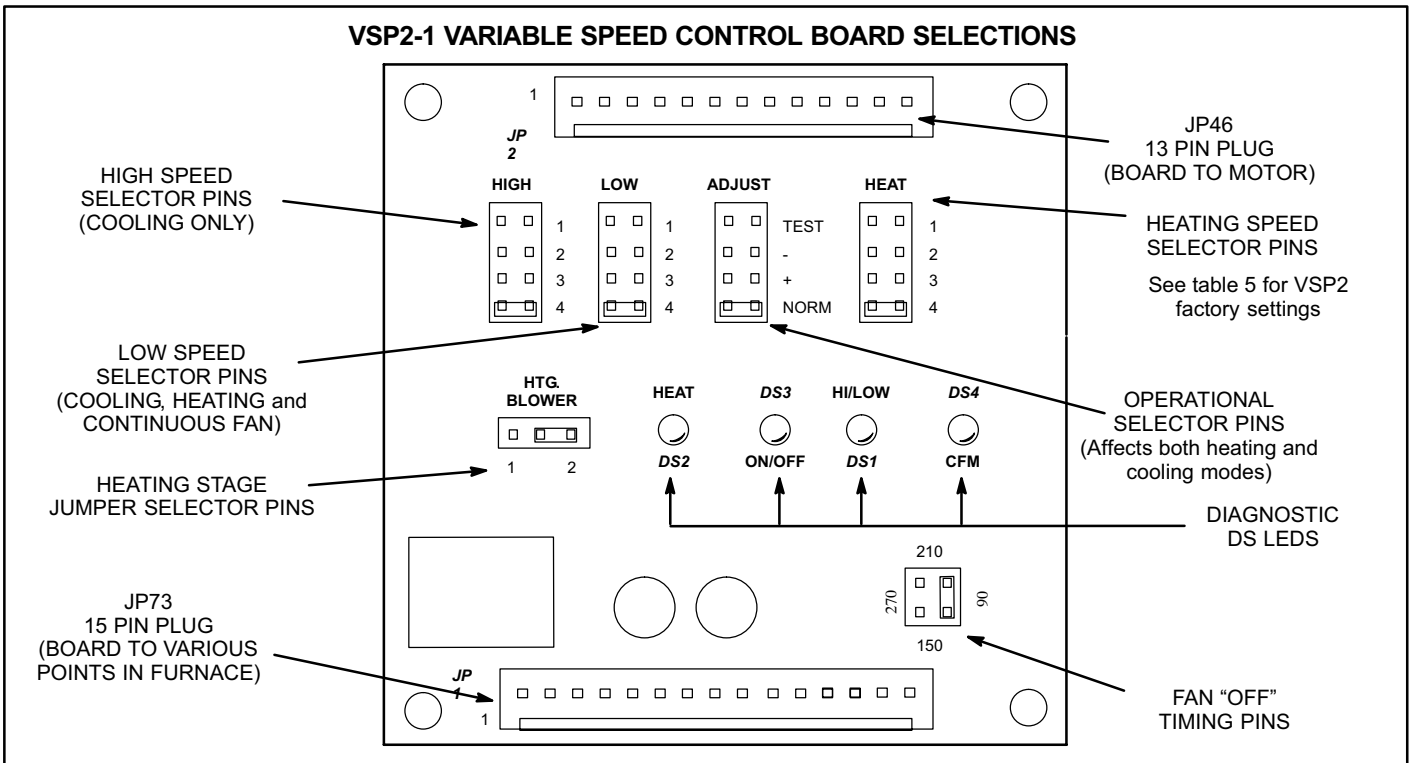 VSP2-1 VARIABLE SPEED CONTROL BOARD SELECTIONS
1
JP
2
JP46
13 PIN PLUG
(BOARD TO MOTOR)
HIGH SPEED
SELECTOR PINS
(COOLING ONLY)
HIGH
1
2
3
4
LOW
1
2
3
4
ADJUST
TEST
-
+
NORM
HEAT
1
2
3
4
HEATING SPEED
SELECTOR PINS
See table 5 for VSP2
factory settings
LOW SPEED
SELECTOR PINS
(COOLING, HEATING and
CONTINUOUS FAN)
HTG.
BLOWER
1 2
HEAT
DS2
DS3
ON/OFF
HI/LOW
DS1
DS4
CFM
OPERATIONAL
SELECTOR PINS
(Affects both heating and
cooling modes)
HEATING STAGE
JUMPER SELECTOR PINS
DIAGNOSTIC
DS LEDS
210
270
90
150
JP73
15 PIN PLUG
(BOARD TO VARIOUS
POINTS IN FURNACE)
JP
1
1
FAN “OFF”
TIMING PINS